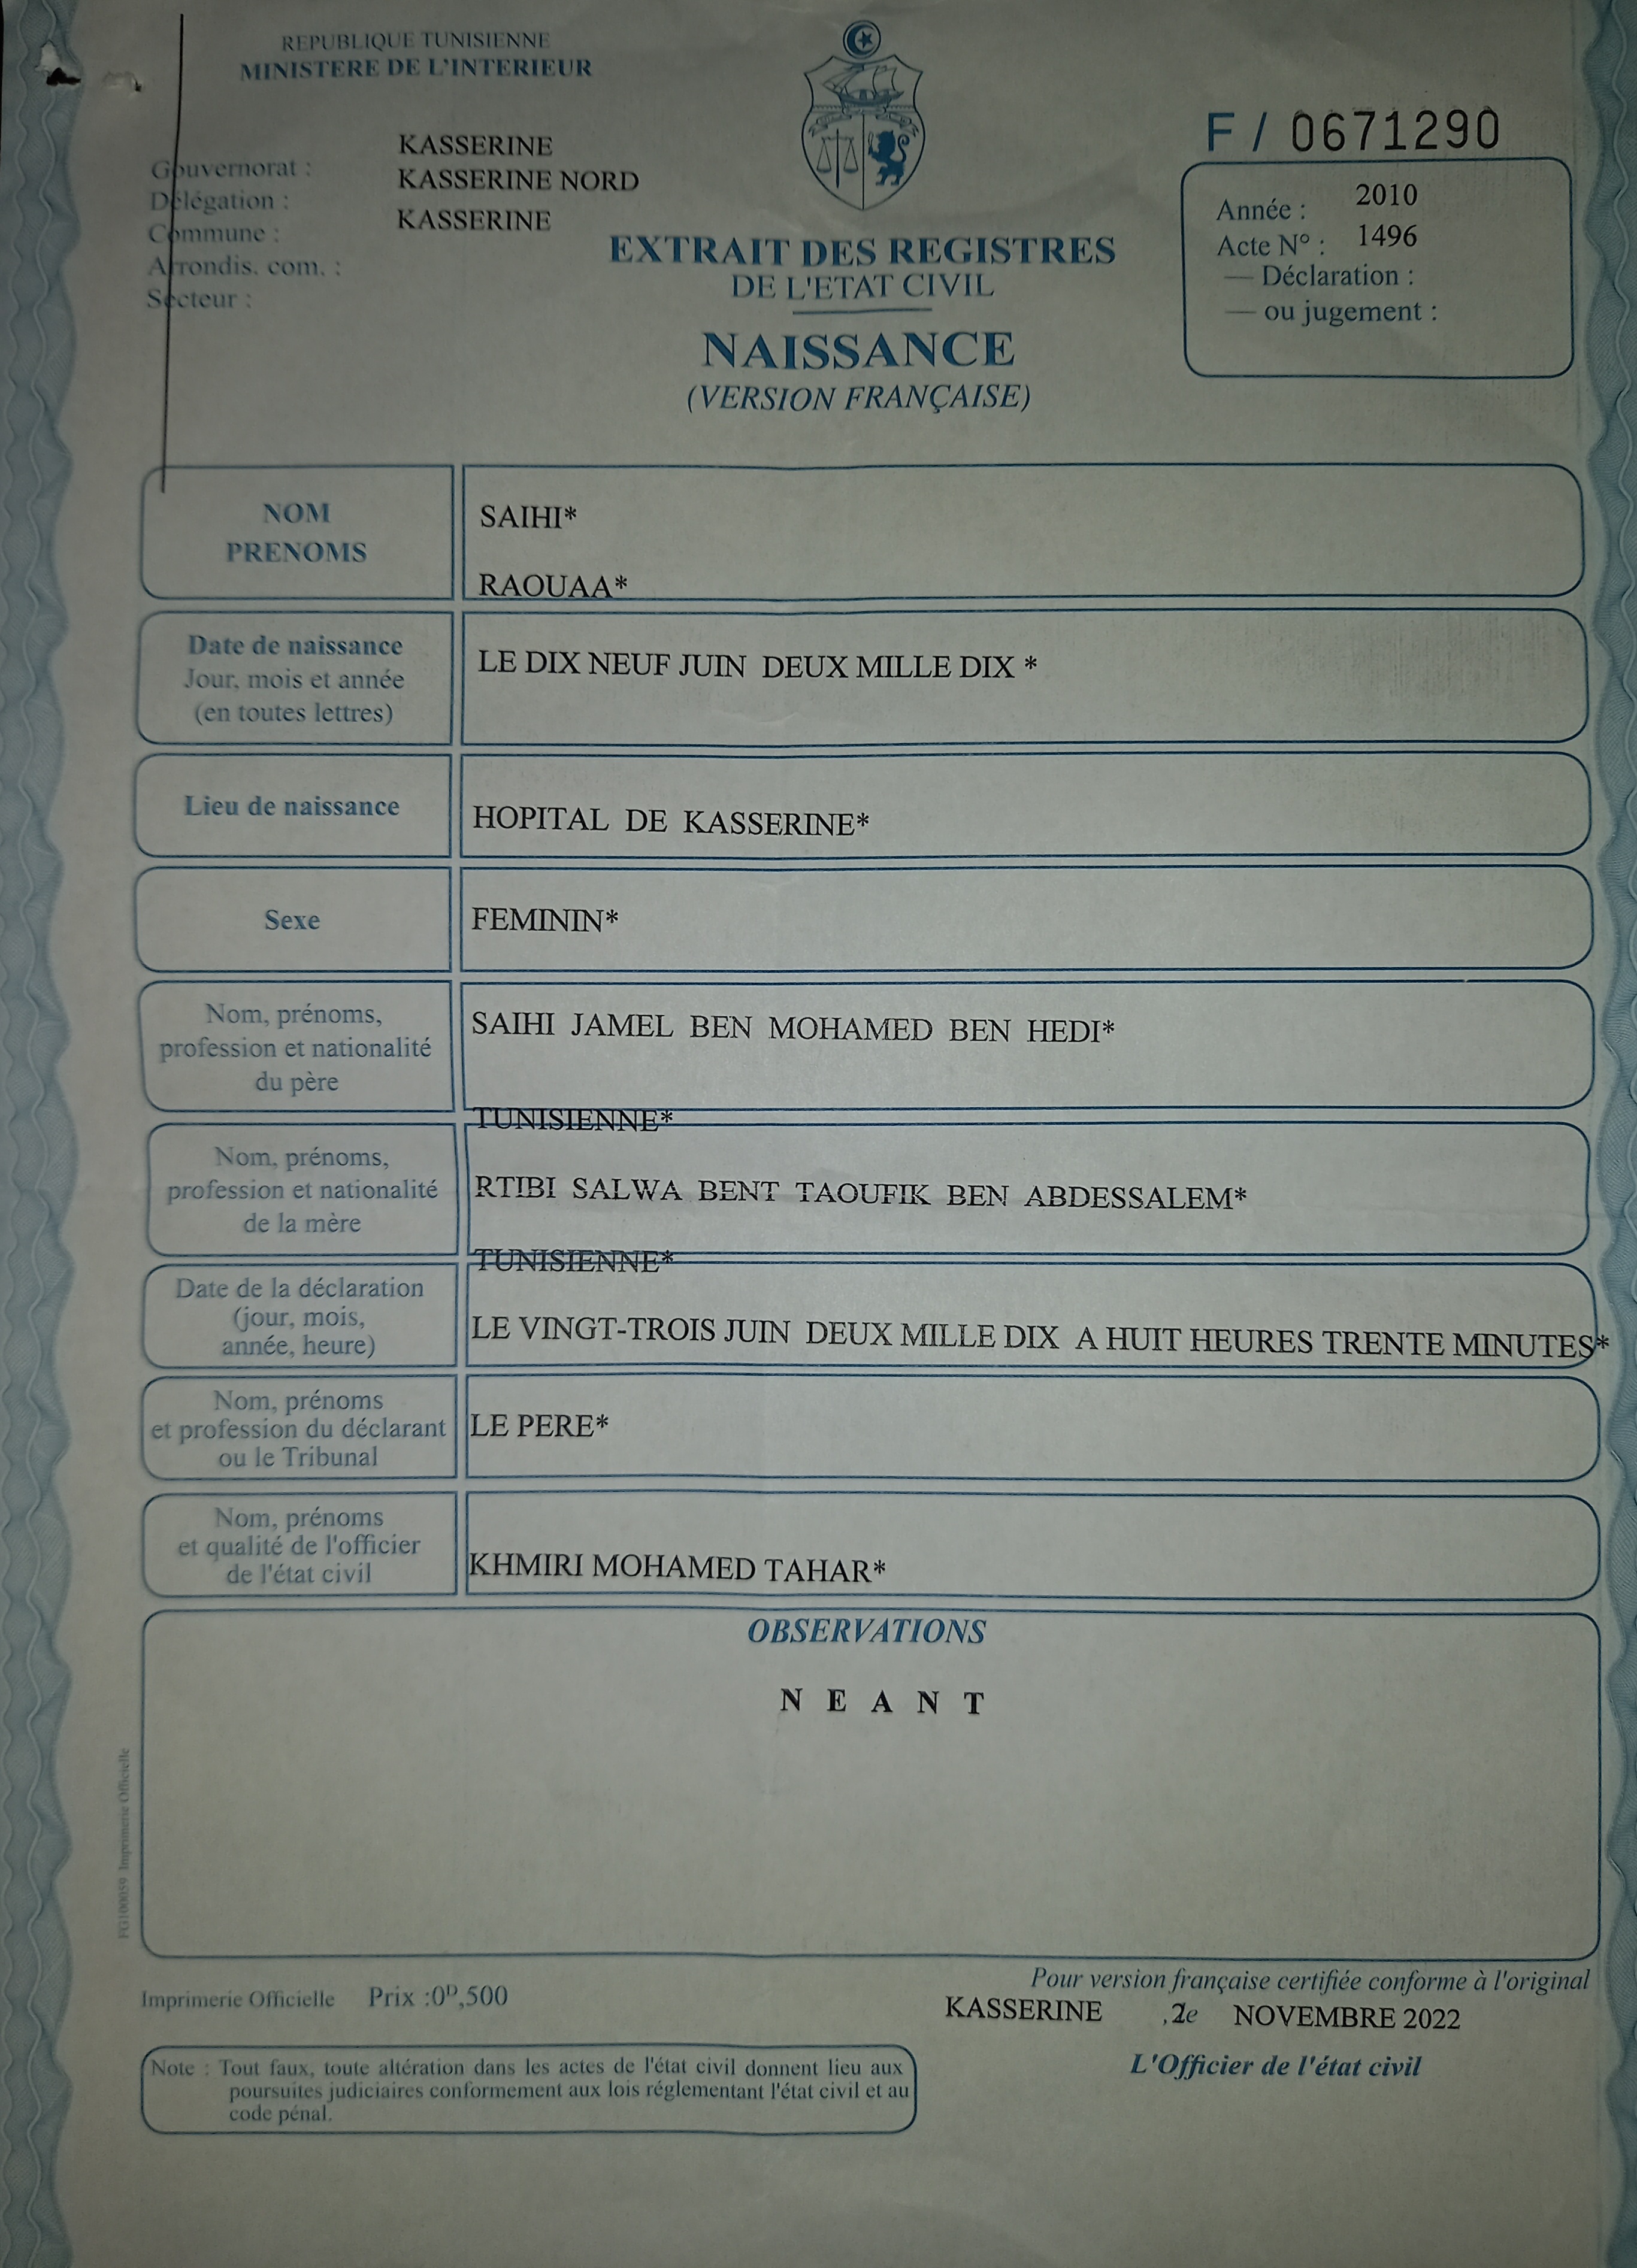 REPUBLIQUE TUNISIENNE
MINISTERE DE L'INTERIEUR
F / 0671290
Gouvernorat : KASSERINE
Délégation : KASSERINE NORD
Commune : KASSERINE
Arrondis. com. :
Secteur :
Année : 2010
Acte N° : 1496
— Déclaration :
— ou jugement :
EXTRAIT DES REGISTRES
DE L'ETAT CIVIL
NAISSANCE
(VERSION FRANÇAISE)
NOM
PRENOMS
SAIHI*
RAOUAA*
Date de naissance
Jour, mois et année
(en toutes lettres)
LE DIX NEUF JUIN DEUX MILLE DIX *
Lieu de naissance
HOPITAL DE KASSERINE*
Sexe
FEMININ*
Nom, prénoms,
profession et nationalité
du père
SAIHI JAMEL BEN MOHAMED BEN HEDI*
TUNISIENNE*
Nom, prénoms,
profession et nationalité
de la mère
RTIBI SALWA BENT TAOUFIK BEN ABDESSALEM*
TUNISIENNE*
Date de la déclaration
(jour, mois,
année, heure)
LE VINGT-TROIS JUIN DEUX MILLE DIX A HUIT HEURES TRENTE MINUTES*
Nom, prénoms
et profession du déclarant
ou le Tribunal
LE PERE*
Nom, prénoms
et qualité de l'officier
de l'état civil
KHMIRI MOHAMED TAHAR*
OBSERVATIONS
N E A N T
FG100059 Imprimerie Officielle
Imprimerie Officielle Prix :0D,500
Pour version française certifiée conforme à l'original
KASSERINE , le NOVEMBRE 2022
L'Officier de l'état civil
Note : Tout faux, toute altération dans les actes de l'état civil donnent lieu aux
poursuites judiciaires conformement aux lois réglementant l'état civil et au
code pénal.